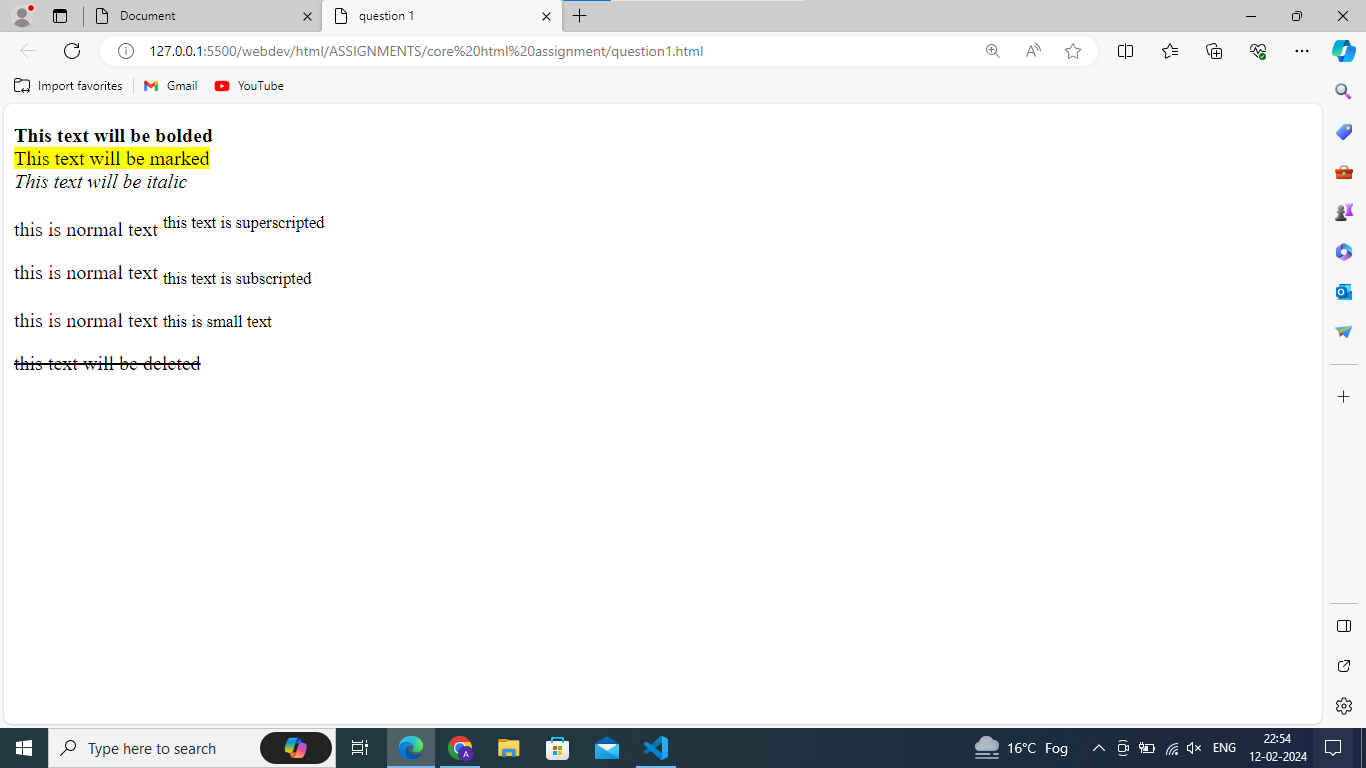 Document
question 1
127.0.0.1:5500/webdev/html/ASSIGNMENTS/core%20html%20assignment/question1.html
Import favorites
Gmail
YouTube
This text will be bolded
This text will be marked
This text will be italic
this is normal text this text is superscripted
this is normal text this text is subscripted
this is normal text this is small text
this text will be deleted
Type here to search
A
16°C Fog
ENG
22:54
12-02-2024